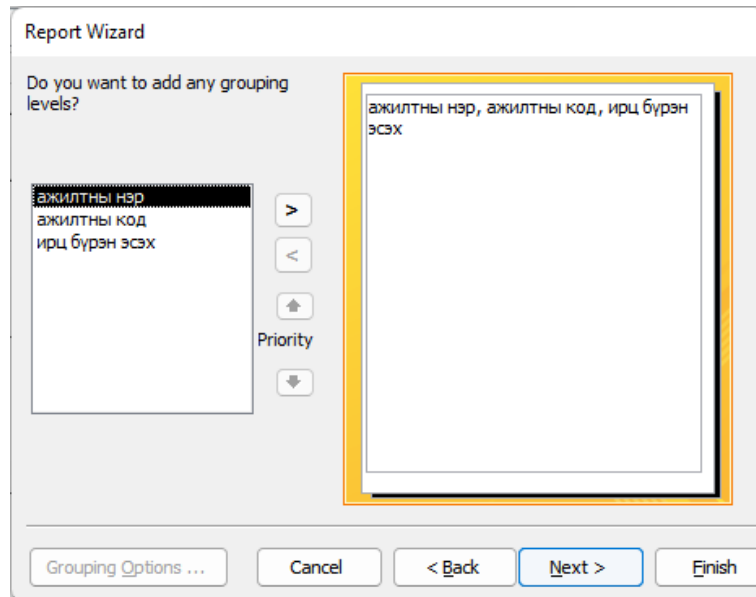 Report Wizard
Do you want to add any grouping
levels?
ажилтны нэр
ажилтны код
ирц бүрэн эсэх
>
<
Priority
ажилтны нэр, ажилтны код, ирц бүрэн
эсэх
Grouping Options ...
Cancel
< Back
Next >
Finish